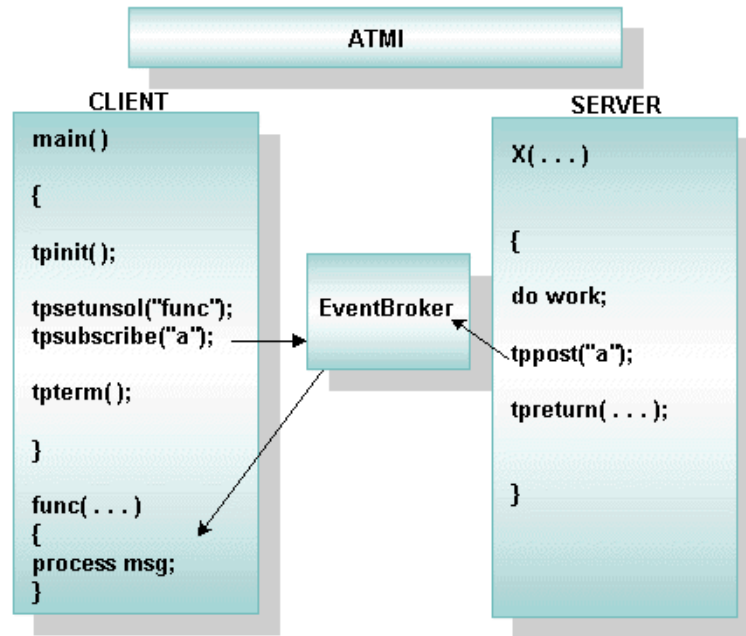 ATMI
CLIENT
main( )
{
tpinit( );
tpsetunsol("func");
tpsubscribe("a");
tpterm( );
}
func( . . . )
{
process msg;
}
EventBroker
SERVER
X( . . . )
{
do work;
tppost("a");
tpreturn( . . . );
}